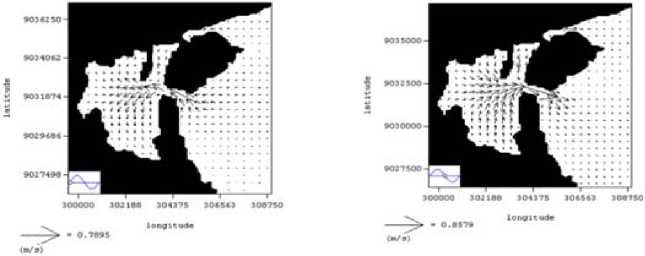 9036250
9034062
9031874
9029686
9027498
latitude
300000 302188 304375 306563 308750
longitude
= 0.7895
(m/s)
9035000
9032500
9030000
9027500
latitude
300000 302188 304375 306563 308750
longitude
= 0.8579
(m/s)